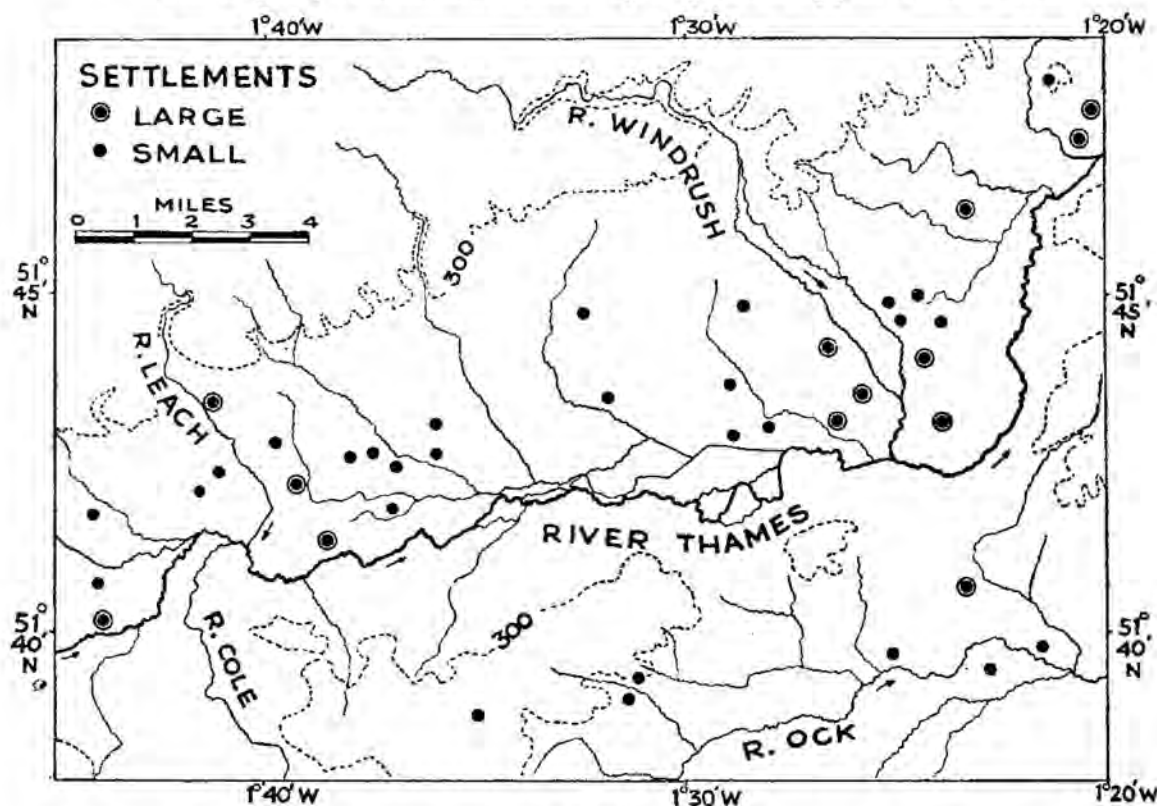 1°40'W 1°30'W 1°20'W
SETTLEMENTS
LARGE
SMALL
MILES
0 1 2 3 4
R. WINDRUSH
300
51°
45'
N
51°
45'
N
R. LEACH
RIVER THAMES
R. COLE
300
51°
40'
N
51°
40'
N
R. OCK
1°40'W 1°30'W 1°20'W